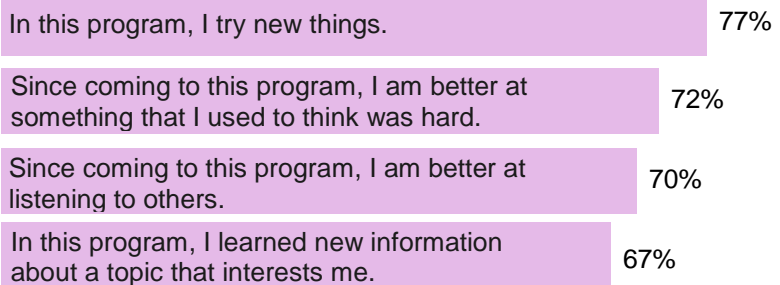 In this program, I try new things.
77%
Since coming to this program, I am better at
something that I used to think was hard.
72%
Since coming to this program, I am better at
listening to others.
70%
In this program, I learned new information
about a topic that interests me.
67%